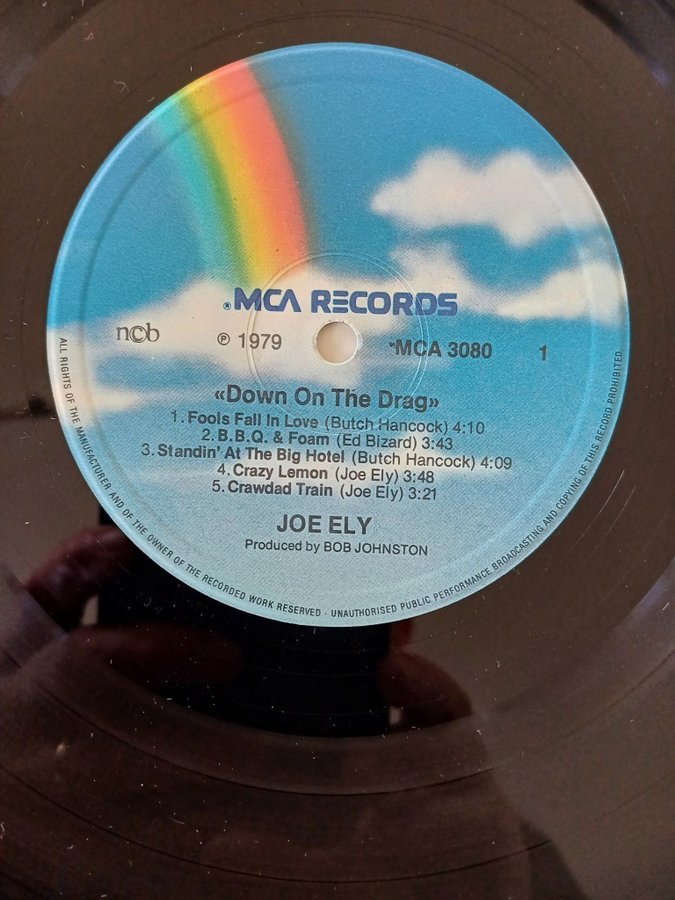 ®MCA RECORDS
ncb
℗ 1979
MCA 3080
1
«Down On The Drag»
1. Fools Fall In Love (Butch Hancock) 4:10
2. B.B.Q. & Foam (Ed Bizard) 3:43
3. Standin' At The Big Hotel (Butch Hancock) 4:09
4. Crazy Lemon (Joe Ely) 3:48
5. Crawdad Train (Joe Ely) 3:21
JOE ELY
Produced by BOB JOHNSTON
ALL RIGHTS OF THE MANUFACTURER AND OF THE OWNER OF THE RECORDED WORK RESERVED · UNAUTHORISED PUBLIC PERFORMANCE BROADCASTING AND COPYING OF THIS RECORD PROHIBITED.